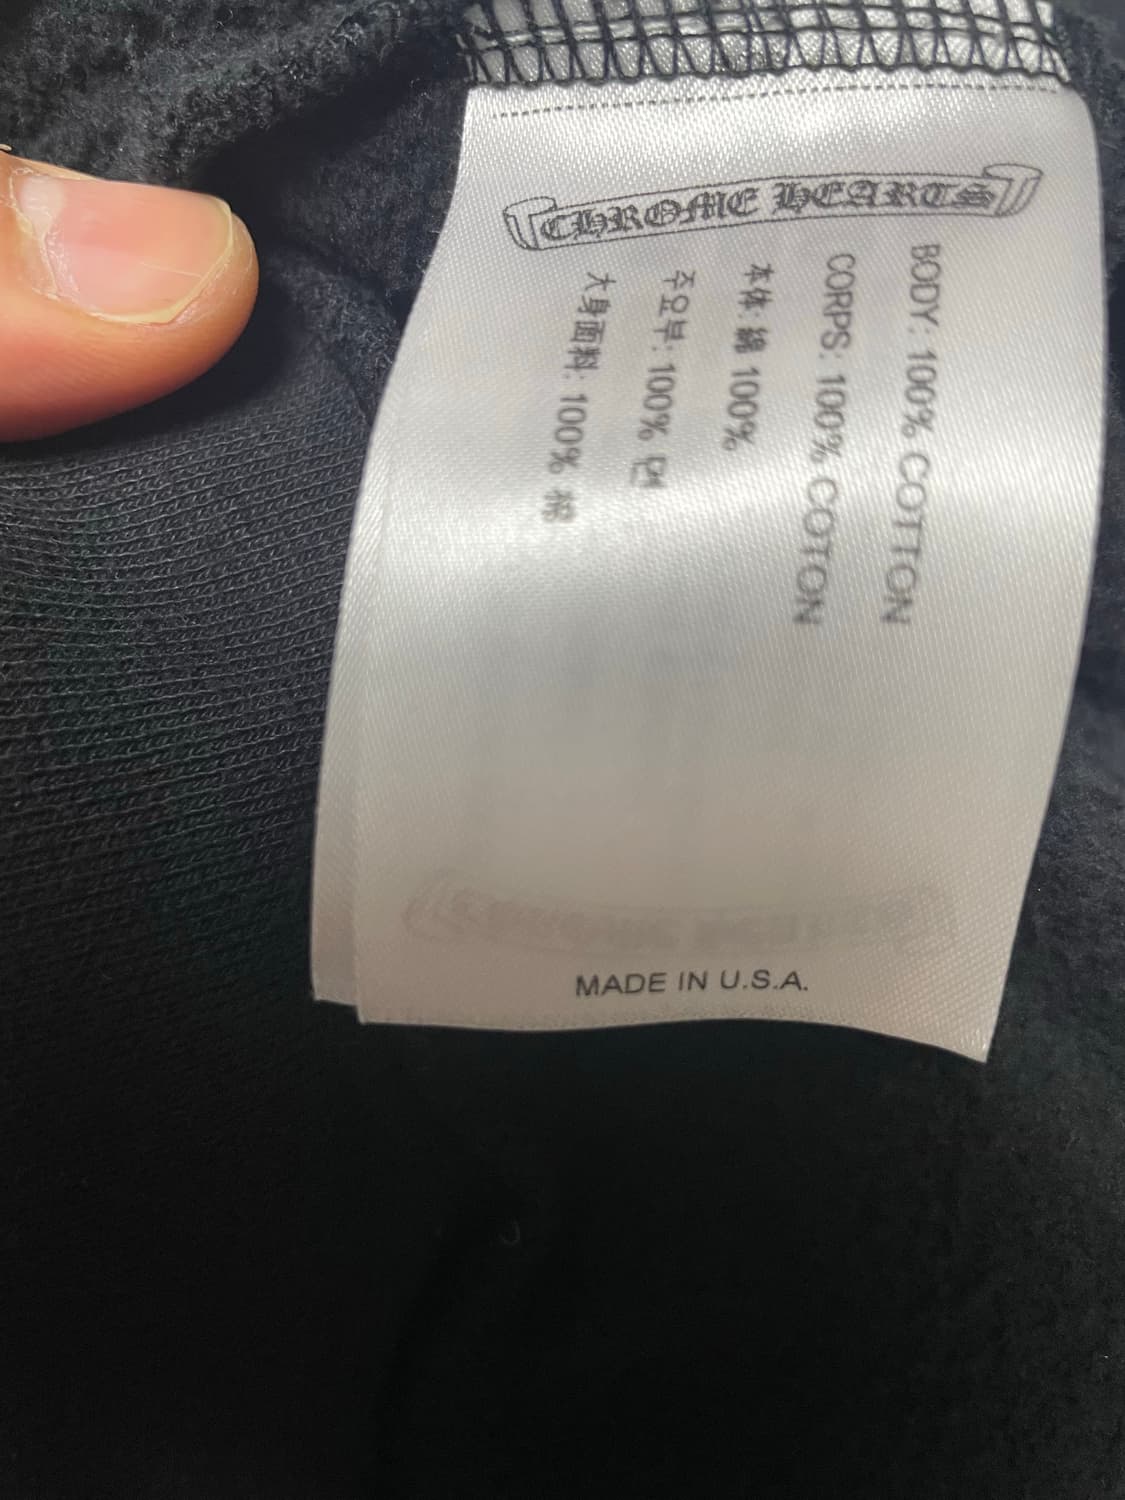 CHROME HEARTS
BODY: 100% COTTON
CORPS: 100% COTON
本体: 綿 100%
주요부: 100% 면
大身面料: 100% 棉
MADE IN U.S.A.